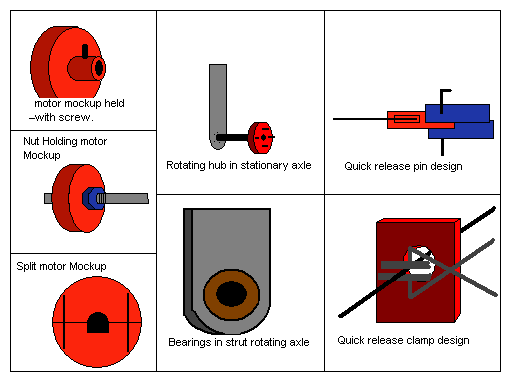 motor mockup held
–with screw.
Nut Holding motor
Mockup
Split motor Mockup
Rotating hub in stationary axle
Bearings in strut rotating axle
Quick release pin design
Quick release clamp design